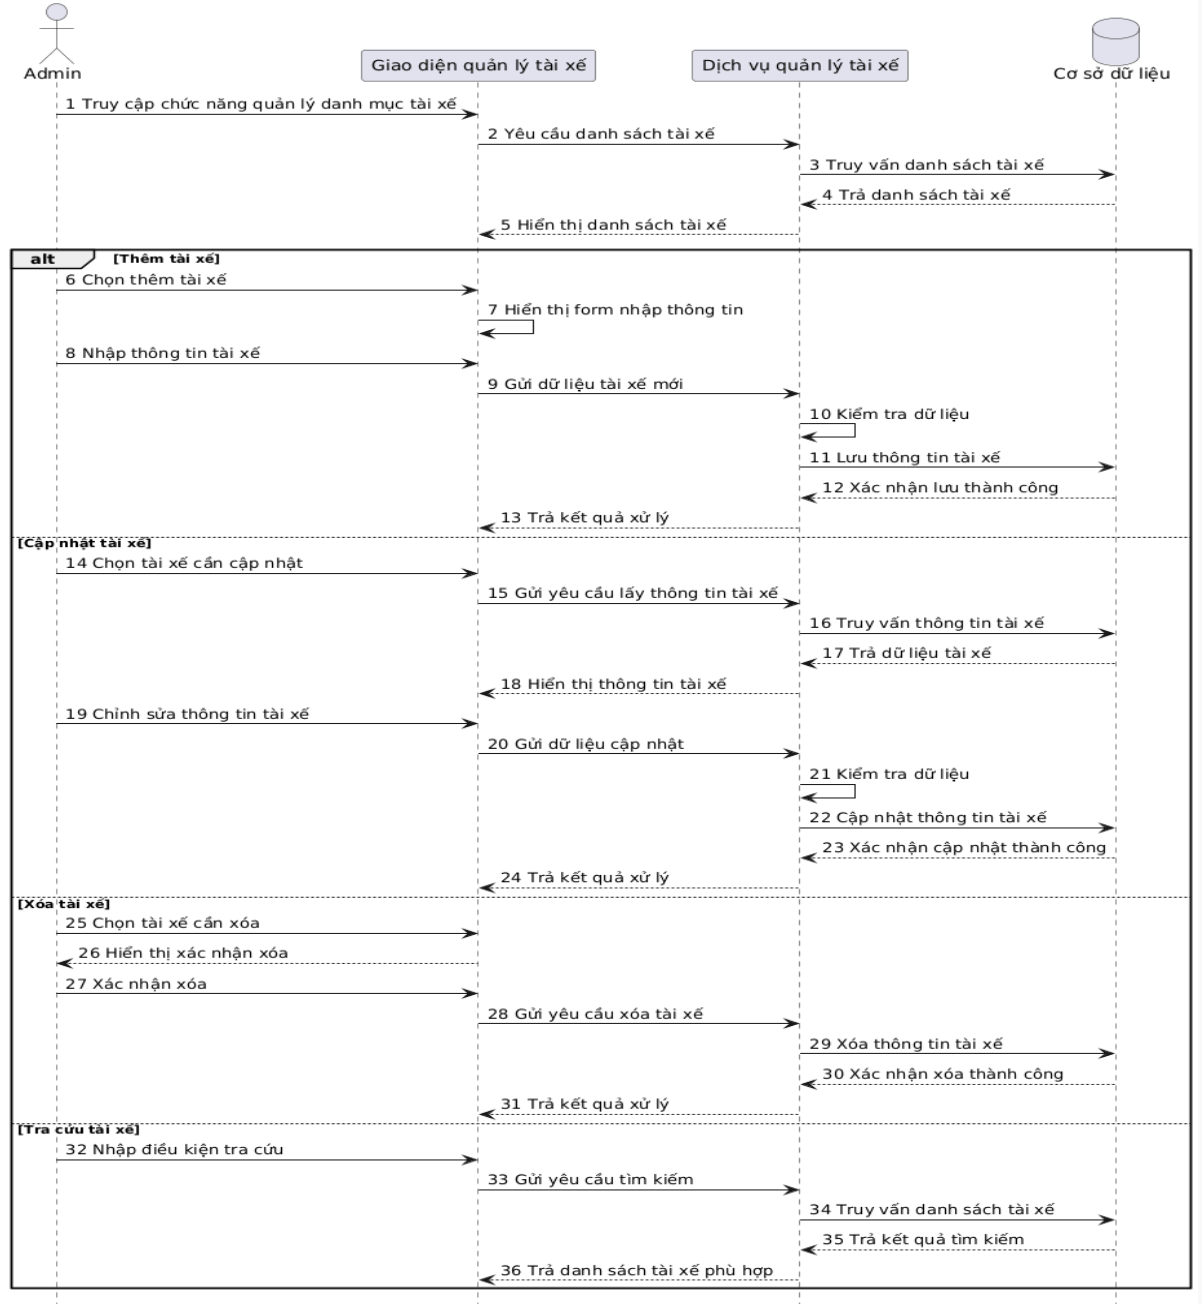 Admin
Giao diện quản lý tài xế
Dịch vụ quản lý tài xế
Cơ sở dữ liệu
1 Truy cập chức năng quản lý danh mục tài xế
2 Yêu cầu danh sách tài xế
3 Truy vấn danh sách tài xế
4 Trả danh sách tài xế
5 Hiển thị danh sách tài xế
alt [Thêm tài xế]
6 Chọn thêm tài xế
7 Hiển thị form nhập thông tin
8 Nhập thông tin tài xế
9 Gửi dữ liệu tài xế mới
10 Kiểm tra dữ liệu
11 Lưu thông tin tài xế
12 Xác nhận lưu thành công
13 Trả kết quả xử lý
[Cập nhật tài xế]
14 Chọn tài xế cần cập nhật
15 Gửi yêu cầu lấy thông tin tài xế
16 Truy vấn thông tin tài xế
17 Trả dữ liệu tài xế
18 Hiển thị thông tin tài xế
19 Chỉnh sửa thông tin tài xế
20 Gửi dữ liệu cập nhật
21 Kiểm tra dữ liệu
22 Cập nhật thông tin tài xế
23 Xác nhận cập nhật thành công
24 Trả kết quả xử lý
[Xóa tài xế]
25 Chọn tài xế cần xóa
26 Hiển thị xác nhận xóa
27 Xác nhận xóa
28 Gửi yêu cầu xóa tài xế
29 Xóa thông tin tài xế
30 Xác nhận xóa thành công
31 Trả kết quả xử lý
[Tra cứu tài xế]
32 Nhập điều kiện tra cứu
33 Gửi yêu cầu tìm kiếm
34 Truy vấn danh sách tài xế
35 Trả kết quả tìm kiếm
36 Trả danh sách tài xế phù hợp